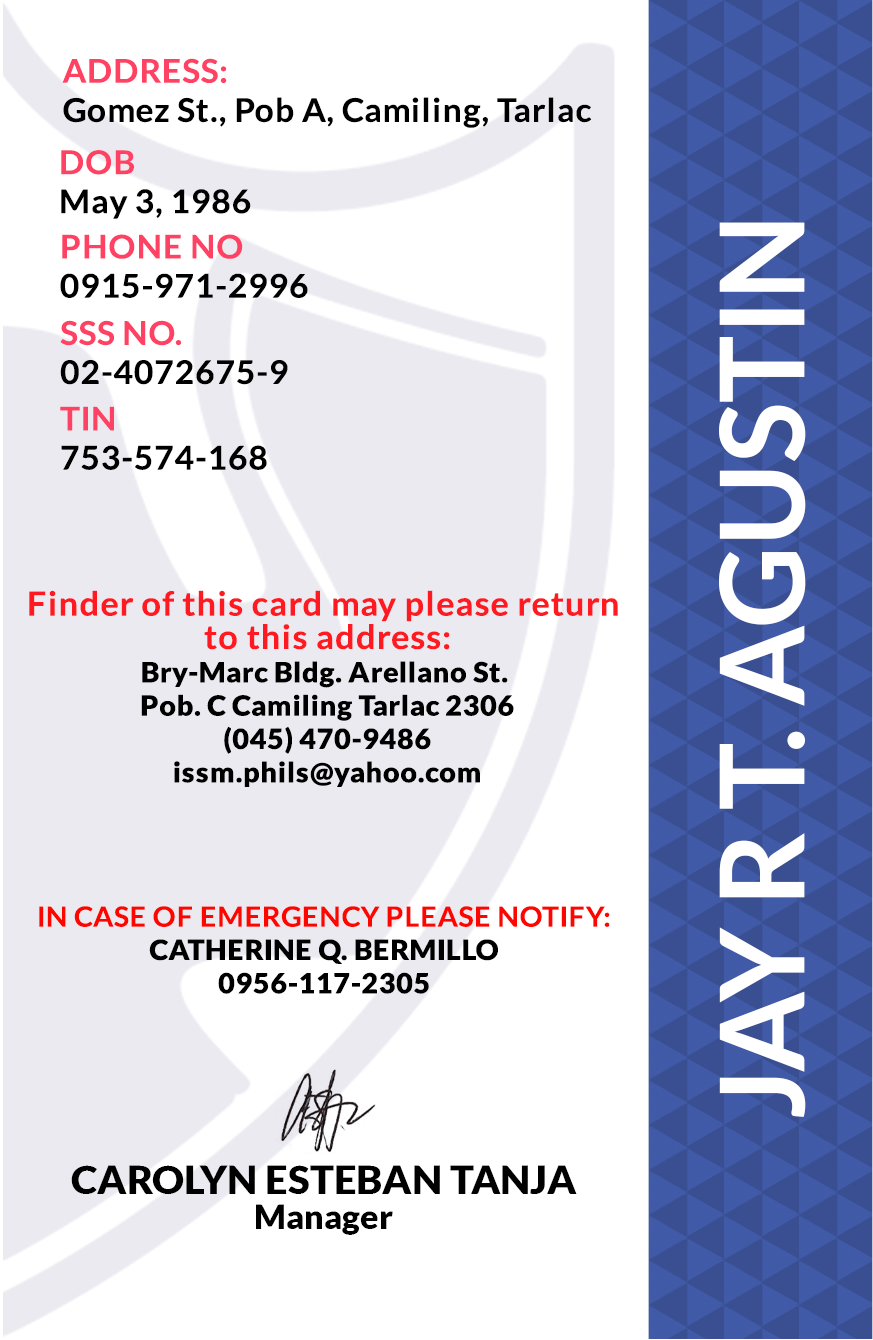 ADDRESS:
Gomez St., Pob A, Camiling, Tarlac
DOB
May 3, 1986
PHONE NO
0915-971-2996
SSS NO.
02-4072675-9
TIN
753-574-168
Finder of this card may please return
to this address:
Bry-Marc Bldg. Arellano St.
Pob. C Camiling Tarlac 2306
(045) 470-9486
issm.phils@yahoo.com
IN CASE OF EMERGENCY PLEASE NOTIFY:
CATHERINE Q. BERMILLO
0956-117-2305
CAROLYN ESTEBAN TANJA
Manager
JAY R T. AGUSTIN